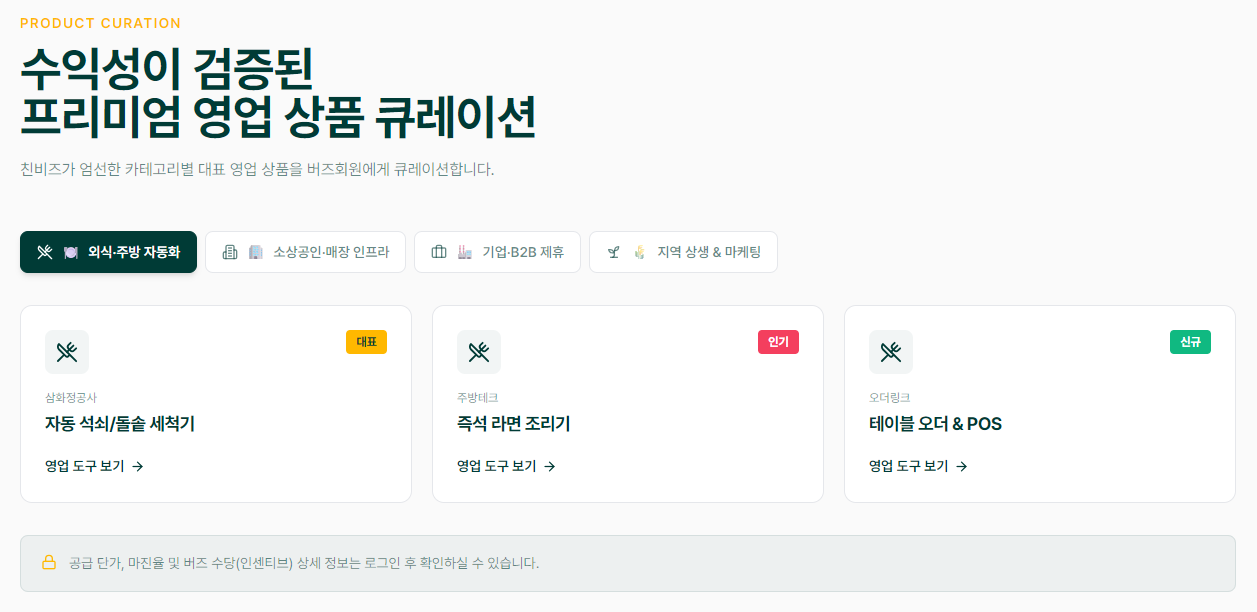 PRODUCT CURATION
수익성이 검증된
프리미엄 영업 상품 큐레이션
친비즈가 엄선한 카테고리별 대표 영업 상품을 버즈회원에게 큐레이션합니다.
외식·주방 자동화
소상공인·매장 인프라
기업·B2B 제휴
지역 상생 & 마케팅
대표
삼화정공사
자동 석쇠/돌솥 세척기
영업 도구 보기 →
인기
주방테크
즉석 라면 조리기
영업 도구 보기 →
신규
오더링크
테이블 오더 & POS
영업 도구 보기 →
공급 단가, 마진율 및 버즈 수당(인센티브) 상세 정보는 로그인 후 확인하실 수 있습니다.